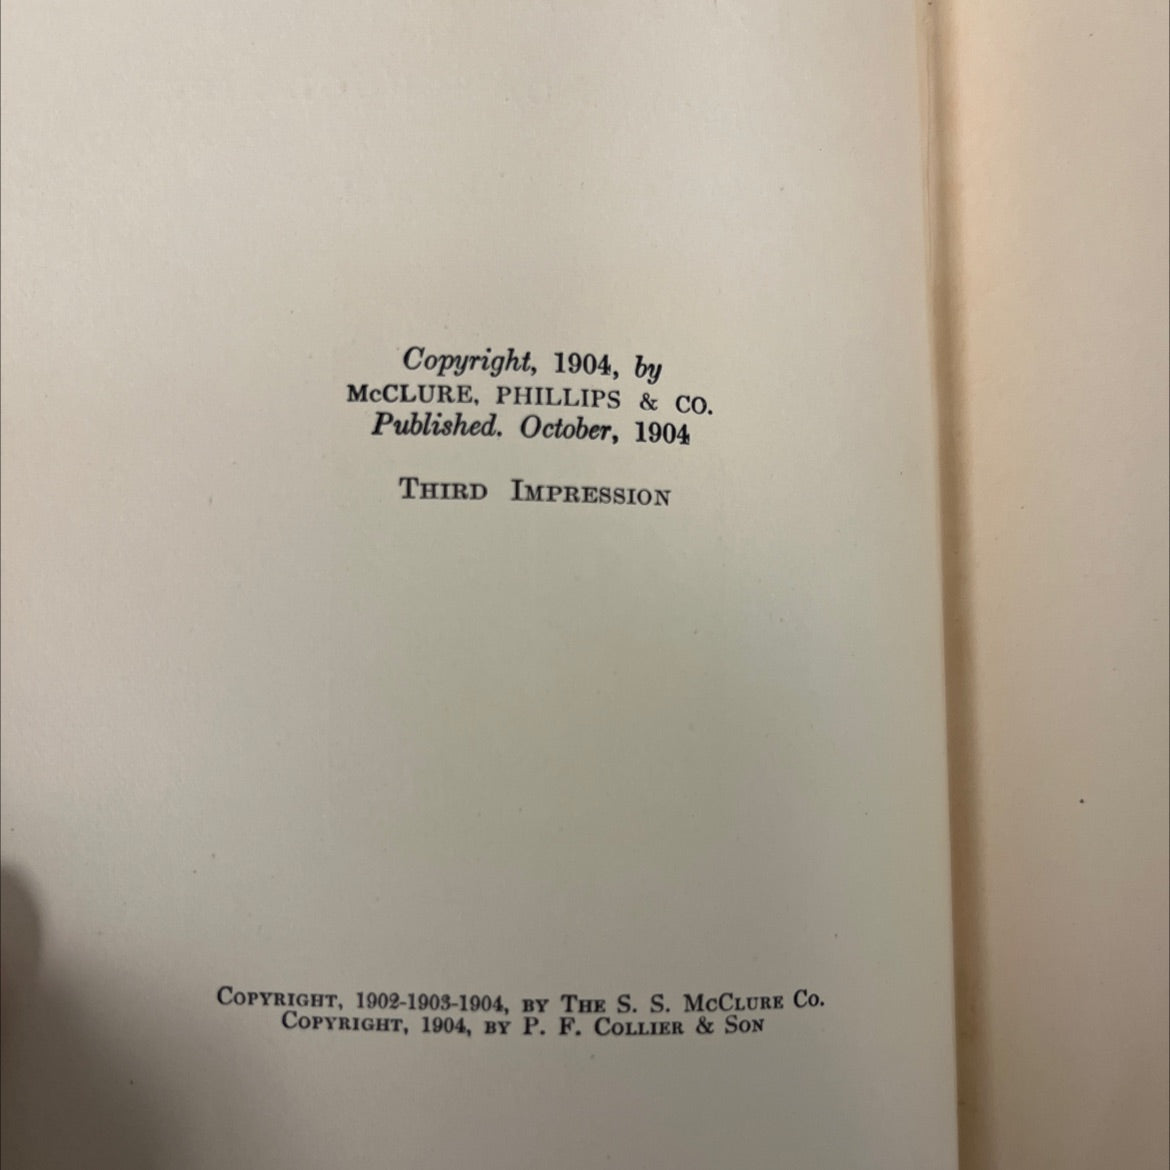 Copyright, 1904, by
McCLURE, PHILLIPS & CO.
Published. October, 1904
THIRD IMPRESSION
COPYRIGHT, 1902-1903-1904, BY THE S. S. McCLURE CO.
COPYRIGHT, 1904, BY P. F. COLLIER & SON